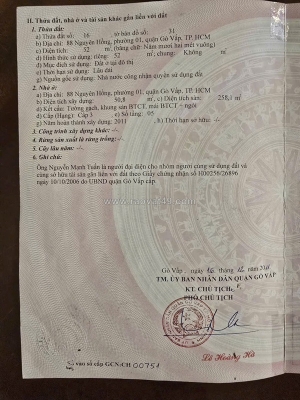 II. Thửa đất, nhà ở và tài sản khác gắn liền với đất
1. Thửa đất:
a) Thửa đất số: 16 tờ bản đồ số: 31
b) Địa chỉ: 88 Nguyễn Hồng, phường 01, quận Gò Vấp, TP. HCM
c) Diện tích: 52 m², (bằng chữ: Năm mươi hai mét vuông)
d) Hình thức sử dụng: riêng: 52 m²; chung: Không m²
đ) Mục đích sử dụng: Đất ở tại đô thị
e) Thời hạn sử dụng: Lâu dài
g) Nguồn gốc sử dụng: Nhà nước công nhận quyền sử dụng đất
2. Nhà ở:
a) Địa chỉ: 88 Nguyễn Hồng, phường 01, quận Gò Vấp, TP. HCM
b) Diện tích xây dựng: 50,8 m²; c) Diện tích sàn: 258,1 m²
d) Kết cấu: Tường gạch, khung sàn BTCT, mái BTCT - ngói
đ) Cấp (Hạng): Cấp 3 e) Số tầng: 05
g) Năm hoàn thành xây dựng: 2011 h) Thời hạn sở hữu: -/-
3. Công trình xây dựng khác: -/-
4. Rừng sản xuất là rừng trồng: -/-
5. Cây lâu năm: -/-
6. Ghi chú:
Ông Nguyễn Mạnh Tuấn là người đại diện cho nhóm người cùng sử dụng đất và
cùng sở hữu tài sản gắn liền với đất theo Giấy chứng nhận số
ngày 10/10/2006 do UBND quận Gò Vấp cấp.
Gò Vấp, ngày tháng năm
TM. ỦY BAN NHÂN DÂN QUẬN GÒ VẤP
KT. CHỦ TỊCH
PHÓ CHỦ TỊCH
Lê Hoàng Hà
Số vào sổ cấp GCN: CH 00751